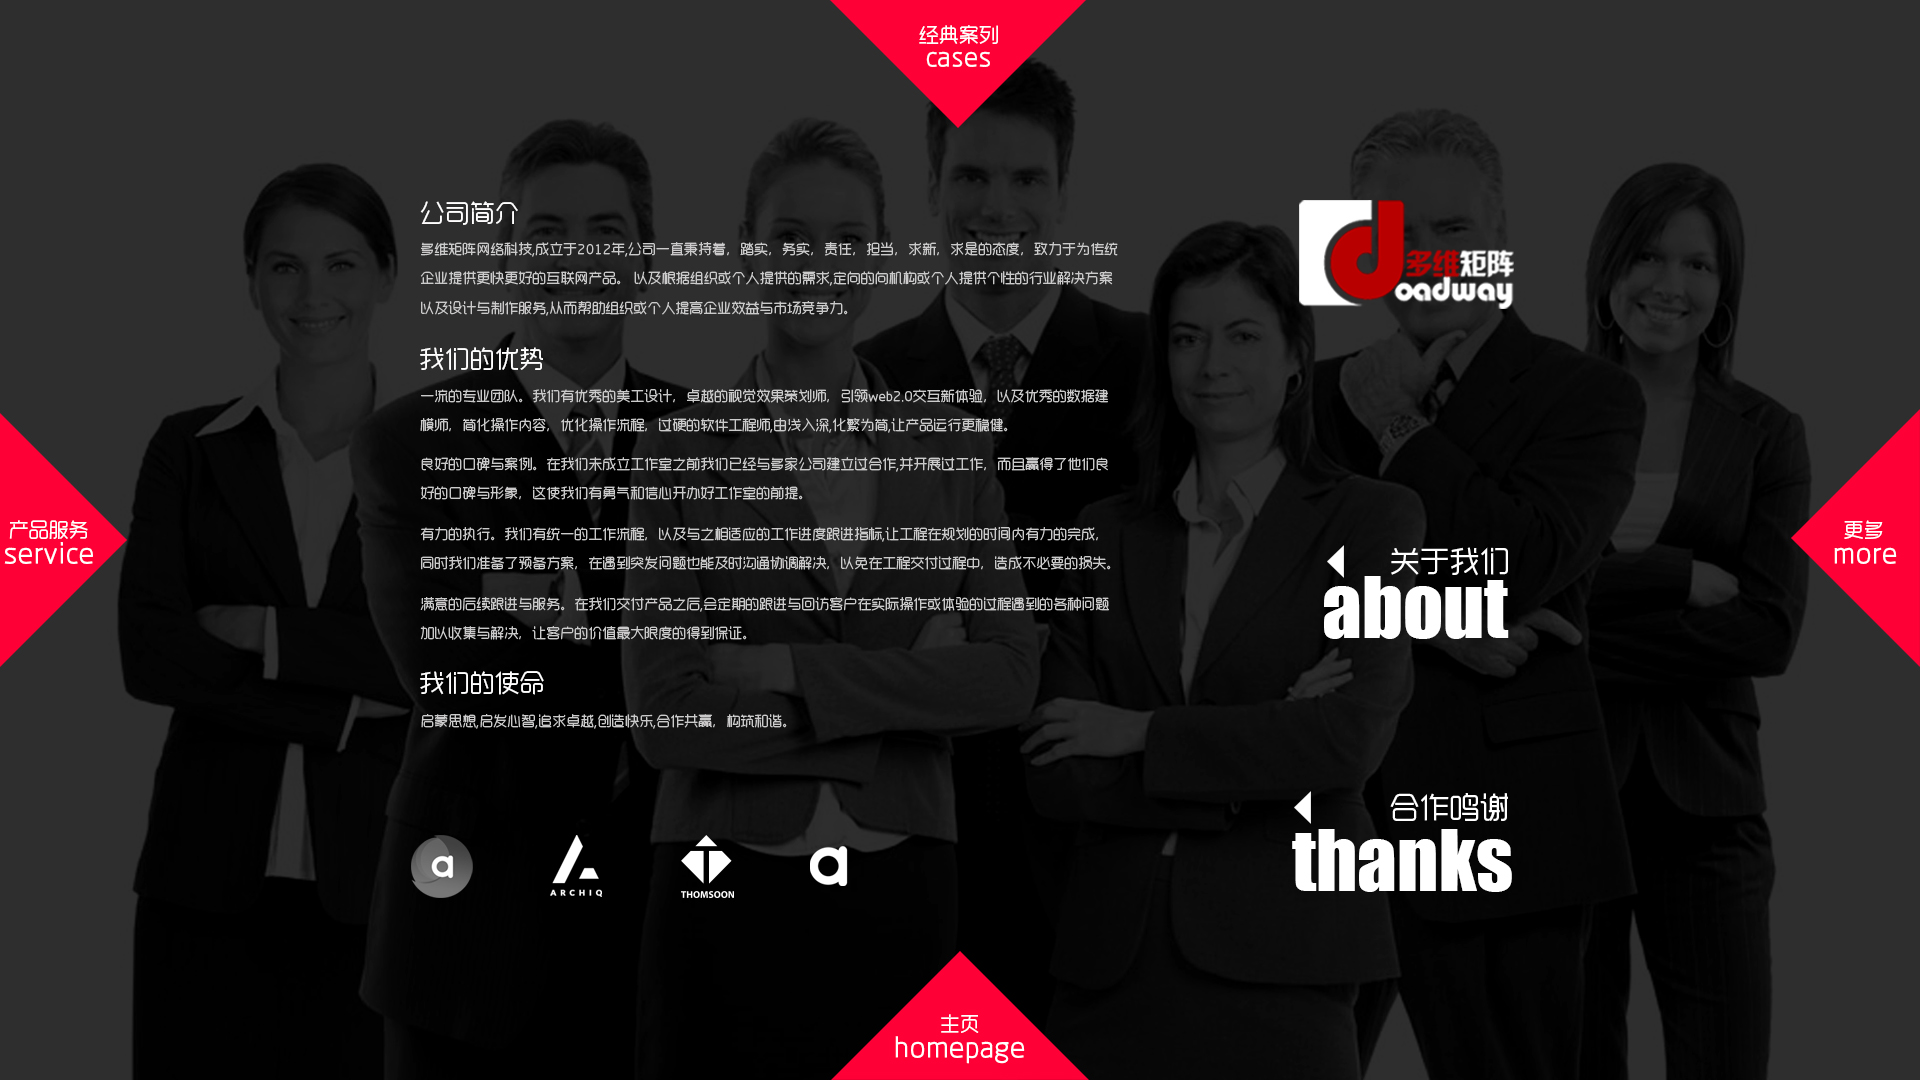 经典案列
cases
公司简介
多维矩阵网络科技,成立于2012年,公司一直秉持着，踏实，务实，责任，担当，求新，求是的态度，致力于为传统
企业提供更快更好的互联网产品。 以及根据组织或个人提供的需求,定向的向机构或个人提供个性的行业解决方案
以及设计与制作服务,从而帮助组织或个人提高企业效益与市场竞争力。
多维矩阵
oadway
我们的优势
一流的专业团队。我们有优秀的美工设计，卓越的视觉效果策划师，引领web2.0交互新体验，以及优秀的数据建
模师，简化操作内容，优化操作流程，过硬的软件工程师,由浅入深,化繁为简,让产品运行更稳健。
良好的口碑与案例。在我们未成立工作室之前我们已经与多家公司建立过合作,并开展过工作，而且赢得了他们良
好的口碑与形象，这使我们有勇气和信心开办好工作室的前提。
有力的执行。我们有统一的工作流程，以及与之相适应的工作进度跟进指标,让工程在规划的时间内有力的完成，
同时我们准备了预备方案，在遇到突发问题也能及时沟通协调解决，以免在工程交付过程中，造成不必要的损失。
满意的后续跟进与服务。在我们交付产品之后,会定期的跟进与回访客户在实际操作或体验的过程遇到的各种问题
加以收集与解决，让客户的价值最大限度的得到保证。
产品服务
service
更多
more
关于我们
about
我们的使命
启蒙思想,启发心智,追求卓越,创造快乐,合作共赢，构筑和谐。
合作鸣谢
thanks
a
ARCHIQ
THOMSOON
a
主页
homepage